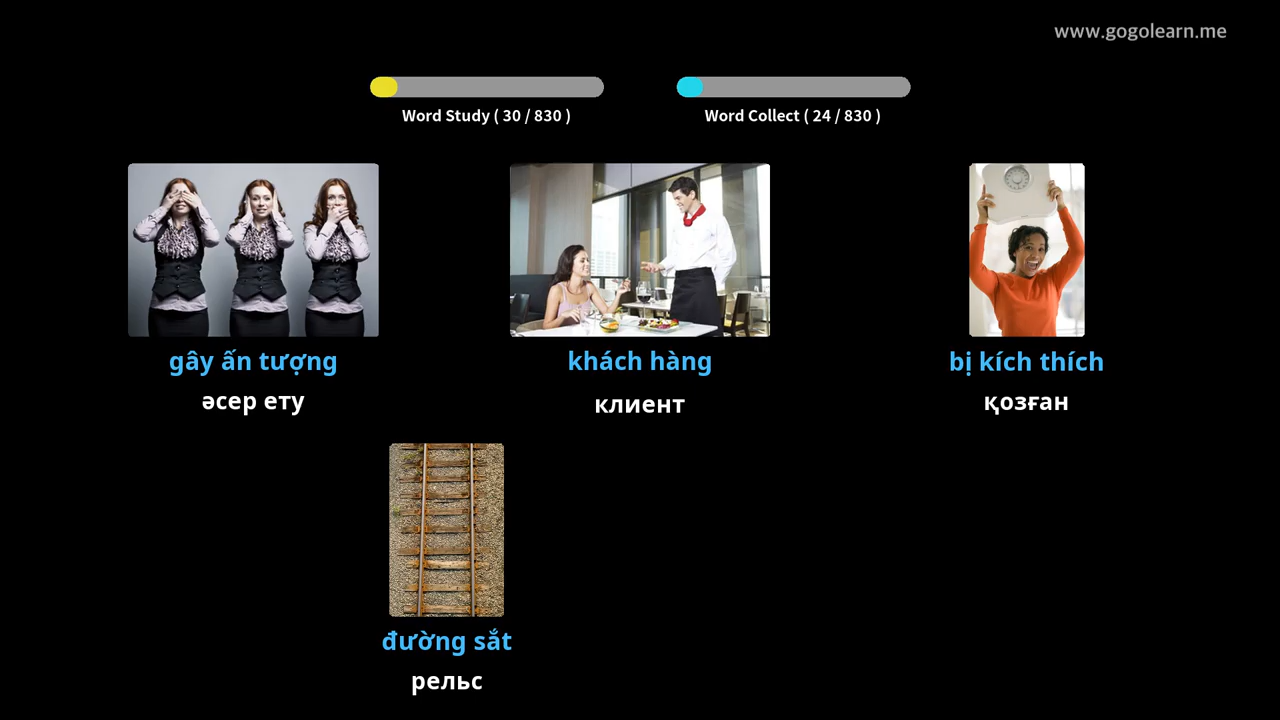 www.gogolearn.me
Word Study ( 30 / 830 )
Word Collect ( 24 / 830 )
gây ấn tượng
khách hàng
bị kích thích
әсер ету
клиент
қозған
đường sắt
рельс